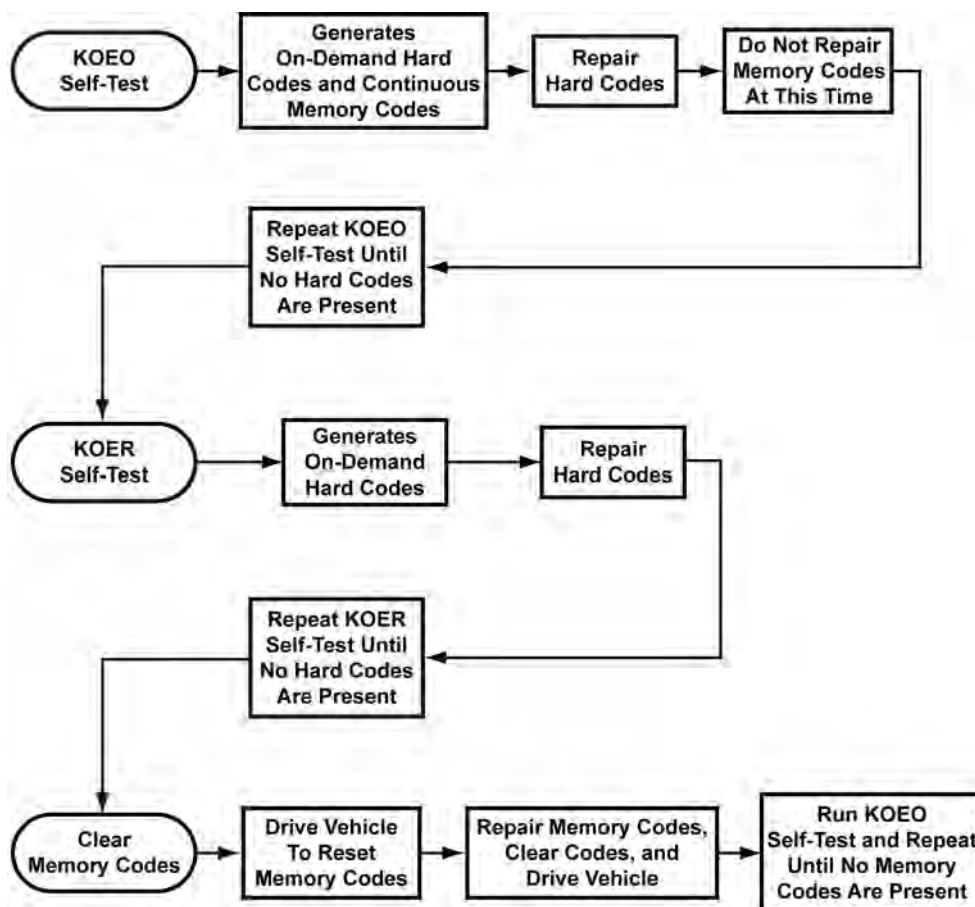 KOEO
Self-Test
Generates
On-Demand Hard
Codes and Continuous
Memory Codes
Repair
Hard Codes
Do Not Repair
Memory Codes
At This Time
Repeat KOEO
Self-Test Until
No Hard Codes
Are Present
KOER
Self-Test
Generates
On-Demand
Hard Codes
Repair
Hard Codes
Repeat KOER
Self-Test Until
No Hard Codes
Are Present
Clear
Memory Codes
Drive Vehicle
To Reset
Memory Codes
Repair Memory Codes,
Clear Codes, and
Drive Vehicle
Run KOEO
Self-Test and Repeat
Until No Memory
Codes Are Present